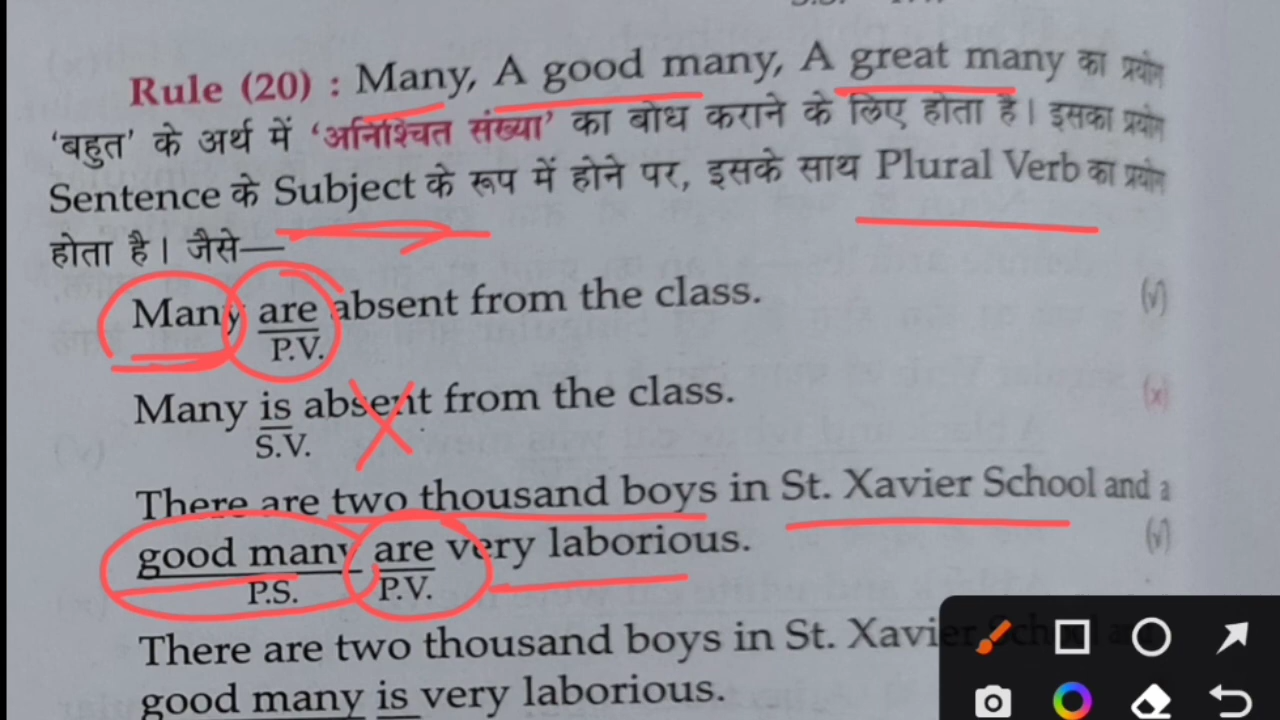 Rule (20) : Many, A good many, A great many का प्रयोग
'बहुत' के अर्थ में 'अनिश्चित संख्या' का बोध कराने के लिए होता है। इसका प्रयोग
Sentence के Subject के रूप में होने पर, इसके साथ Plural Verb का प्रयोग
होता है। जैसे—
Many are absent from the class. (√)
P.V.
Many is absent from the class. (×)
S.V.
There are two thousand boys in St. Xavier School and a
good many are very laborious. (√)
P.S. P.V.
There are two thousand boys in St. Xavier School
good many is very laborious.